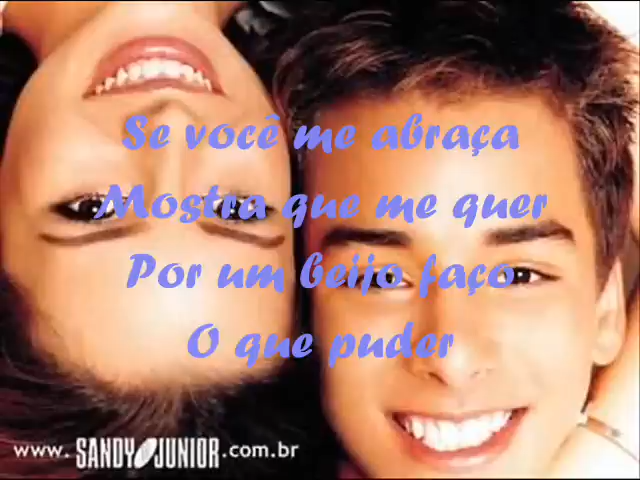 Se você me abraça
Mostra que me quer
Por um beijo faço
O que puder
www. SANDY JUNIOR .com.br